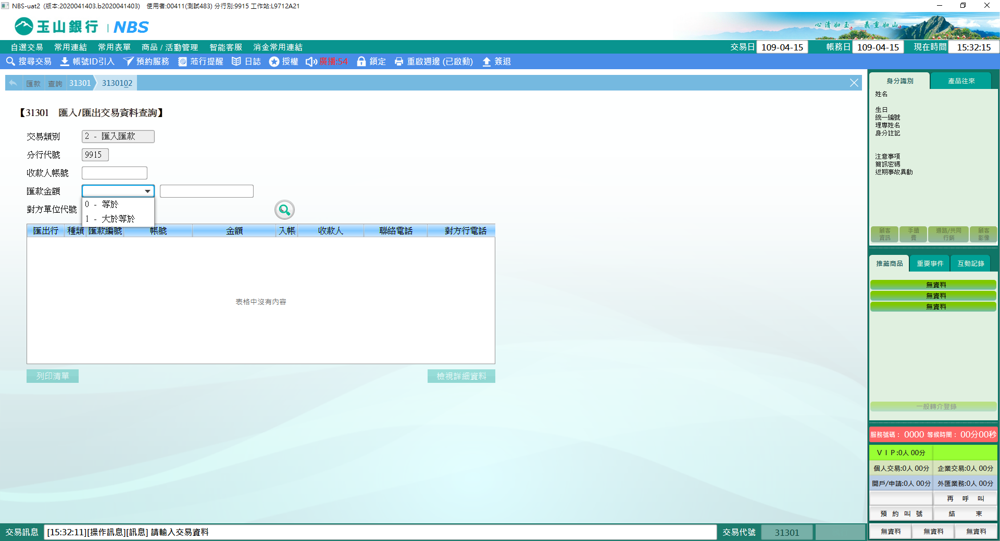 NBS-uat2 (版本:2020041403.b2020041403) 使用者:00411(測試483) 分行別:9915 工作站:L9712A21
玉山銀行 | NBS
心清如玉 義重如山
自選交易 常用連結 常用表單 商品 / 活動管理 智能客服 消金常用連結 交易日 109-04-15 帳務日 109-04-15 現在時間 15:32:15
搜尋交易 帳號ID引入 預約服務 蒞行提醒 日誌 授權 廣播:54 鎖定 重啟週邊 (已啟動) 簽退
匯款 查詢 31301 3130102
【31301 匯入/匯出交易資料查詢】
交易類別 2 - 匯入匯款
分行代號 9915
收款人帳號
匯款金額
0 - 等於
1 - 大於等於
對方單位代號
匯出行 種類 匯款編號 帳號 金額 入帳 收款人 聯絡電話 對方行電話
表格中沒有內容
列印清單 檢視詳細資料
身分識別 產品往來
姓名
生日
統一編號
理專姓名
身分註記
注意事項
簡訊密碼
近期事故異動
顧客資訊 手續費 通路/共同行銷 顧客影像
推薦商品 重要事件 互動記錄
無資料
無資料
無資料
一般轉介登錄
服務號碼： 0000 等候時間： 00分00秒
ＶＩＰ:0人 00分
個人交易:0人 00分 企業交易:0人 00分
開戶/申請:0人 00分 外匯業務:0人 00分
再 呼 叫
預 約 叫 號 結 束
無資料 無資料 無資料
交易訊息 [15:32:11][操作訊息][訊息] 請輸入交易資料 交易代號 31301